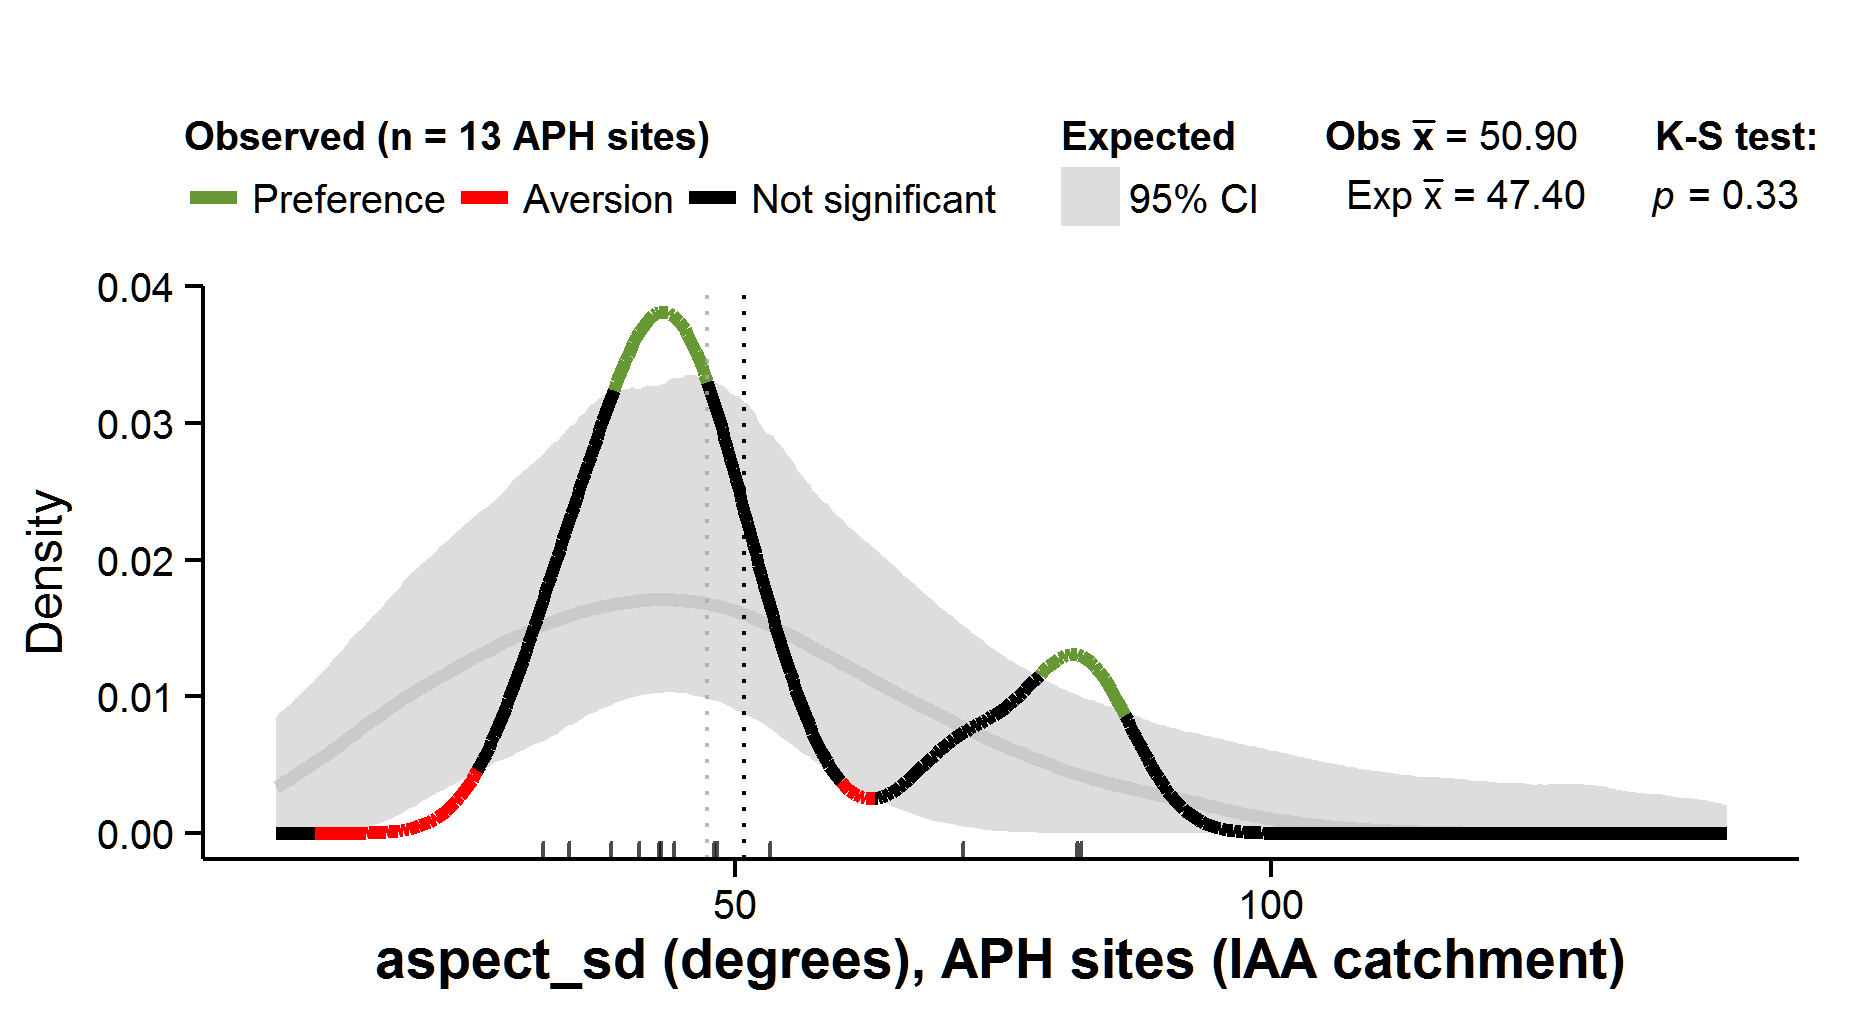 Observed (n = 13 APH sites)
Expected
Obs x̅ = 50.90
K-S test:
Preference
Aversion
Not significant
95% CI
Exp x̅ = 47.40
p = 0.33
0.04
0.03
0.02
0.01
0.00
Density
50
100
aspect_sd (degrees), APH sites (IAA catchment)